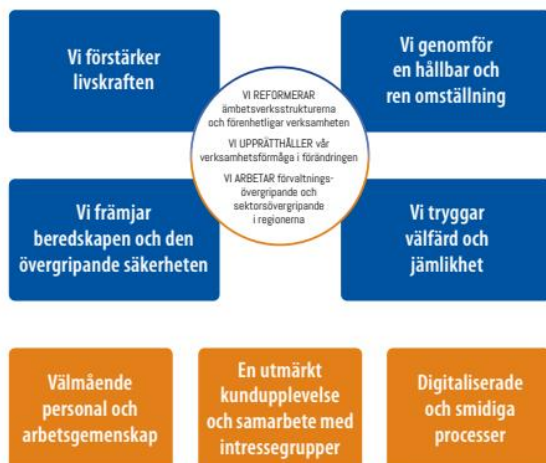 Vi förstärker
livskraften
Vi genomför
en hållbar och
ren omställning
VI REFORMERAR
ämbetsverksstrukturerna
och förenhetligar verksamheten
VI UPPRÄTTHÅLLER vår
verksamhetsförmåga i förändringen
VI ARBETAR förvaltnings-
övergripande och
sektorsövergripande
i regionerna
Vi främjar
beredskapen och den
övergripande säkerheten
Vi tryggar
välfärd och
jämlikhet
Välmående
personal och
arbetsgemenskap
En utmärkt
kundupplevelse
och samarbete med
intressegrupper
Digitaliserade
och smidiga
processer